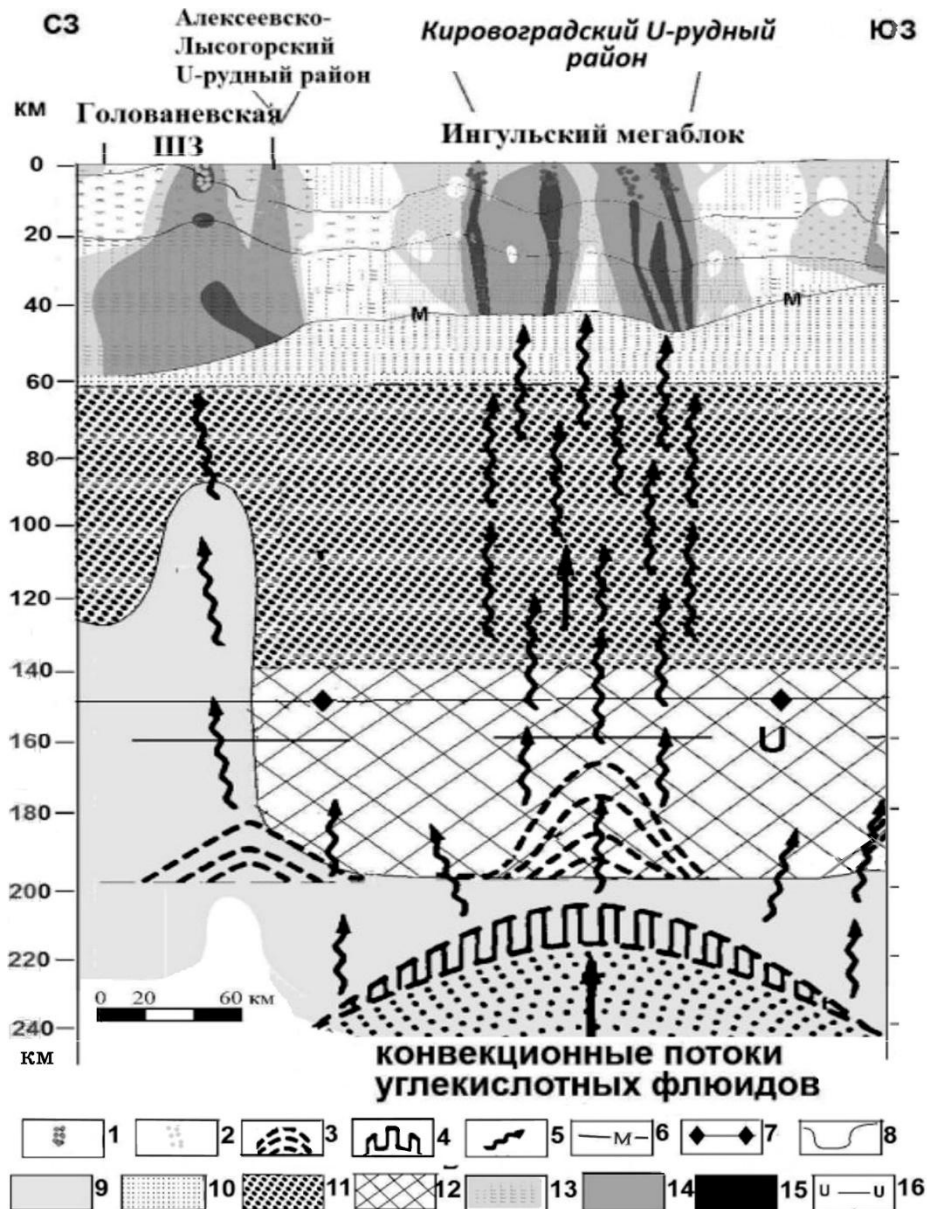 СЗ
Алексеевско-
Лысогорский
U-рудный район
Кировоградский U-рудный
район
ЮЗ
км
Голованевская
ШЗ
Ингульский мегаблок
0
20
40
60
80
100
120
140
160
180
200
220
240
км
М
М
U
0 20 60 км
конвекционные потоки
углекислотных флюидов
1 2 3 4 5 М 6 7 8
9 10 11 12 13 14 15 U U 16